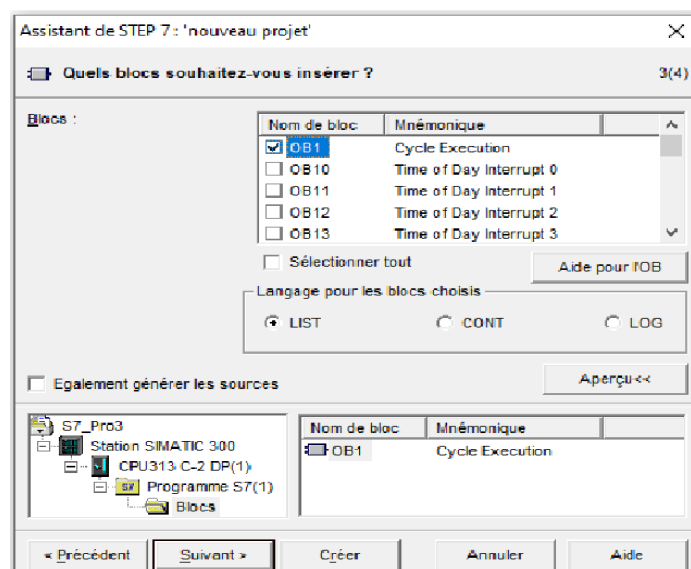 Assistant de STEP 7 : 'nouveau projet'
Quels blocs souhaitez-vous insérer ? 3(4)
Blocs :
Nom de bloc Mnémonique
OB1 Cycle Execution
OB10 Time of Day Interrupt 0
OB11 Time of Day Interrupt 1
OB12 Time of Day Interrupt 2
OB13 Time of Day Interrupt 3
Sélectionner tout
Aide pour l'OB
Langage pour les blocs choisis
LIST CONT LOG
Egalement générer les sources
Aperçu<<
S7_Pro3
Station SIMATIC 300
CPU313 C-2 DP(1)
Programme S7(1)
Blocs
Nom de bloc Mnémonique
OB1 Cycle Execution
< Précédent Suivant > Créer Annuler Aide